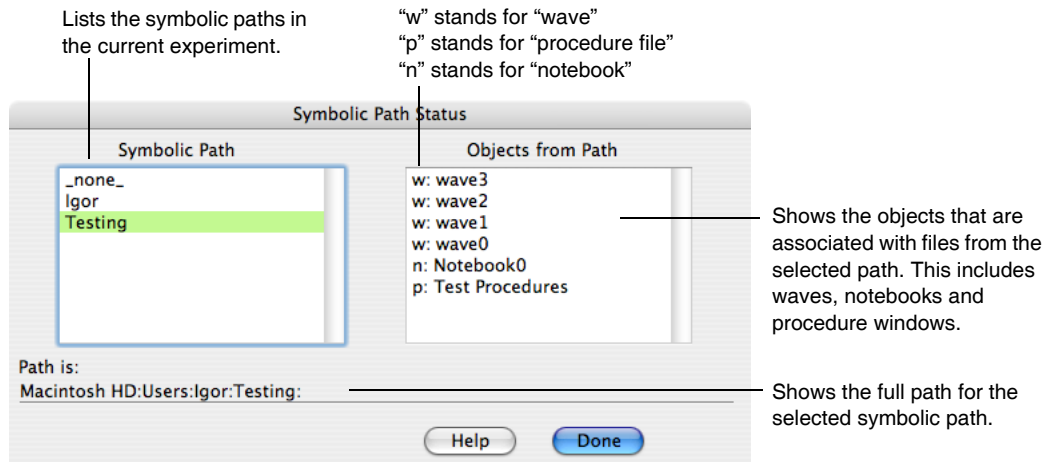 Lists the symbolic paths in
the current experiment.
“w” stands for “wave”
“p” stands for “procedure file”
“n” stands for “notebook”
Symbolic Path Status
Symbolic Path
_none_
Igor
Testing
Objects from Path
w: wave3
w: wave2
w: wave1
w: wave0
n: Notebook0
p: Test Procedures
Shows the objects that are
associated with files from the
selected path. This includes
waves, notebooks and
procedure windows.
Path is:
Macintosh HD:Users:Igor:Testing:
Shows the full path for the
selected symbolic path.
Help
Done